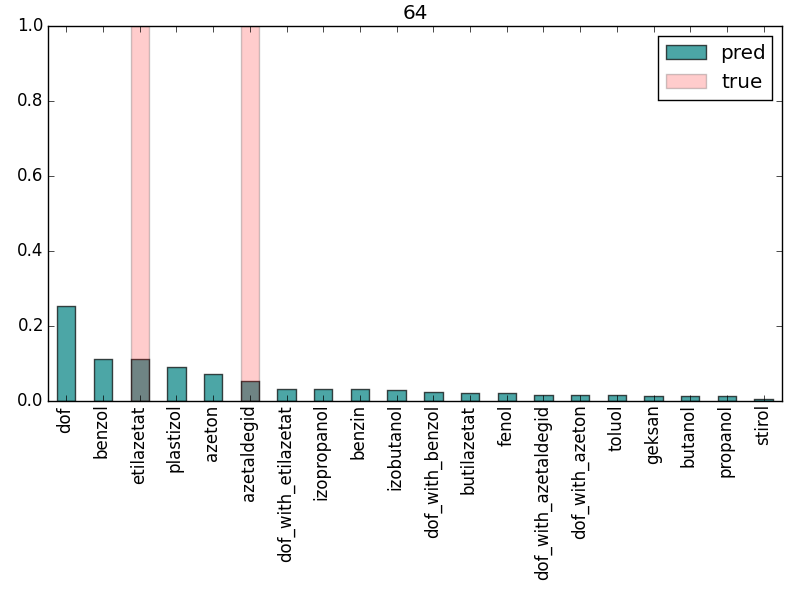 64
1.0
0.8
0.6
0.4
0.2
0.0
pred
true
dof
benzol
etilazetat
plastizol
azeton
azetaldegid
dof_with_etilazetat
izopropanol
benzin
izobutanol
dof_with_benzol
butilazetat
fenol
dof_with_azetaldegid
dof_with_azeton
toluol
geksan
butanol
propanol
stirol